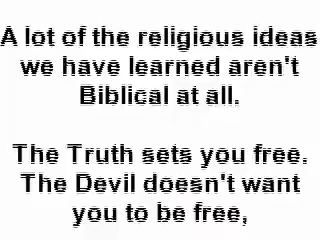 A lot of the religious ideas
we have learned aren't
Biblical at all.
The Truth sets you free.
The Devil doesn't want
you to be free,